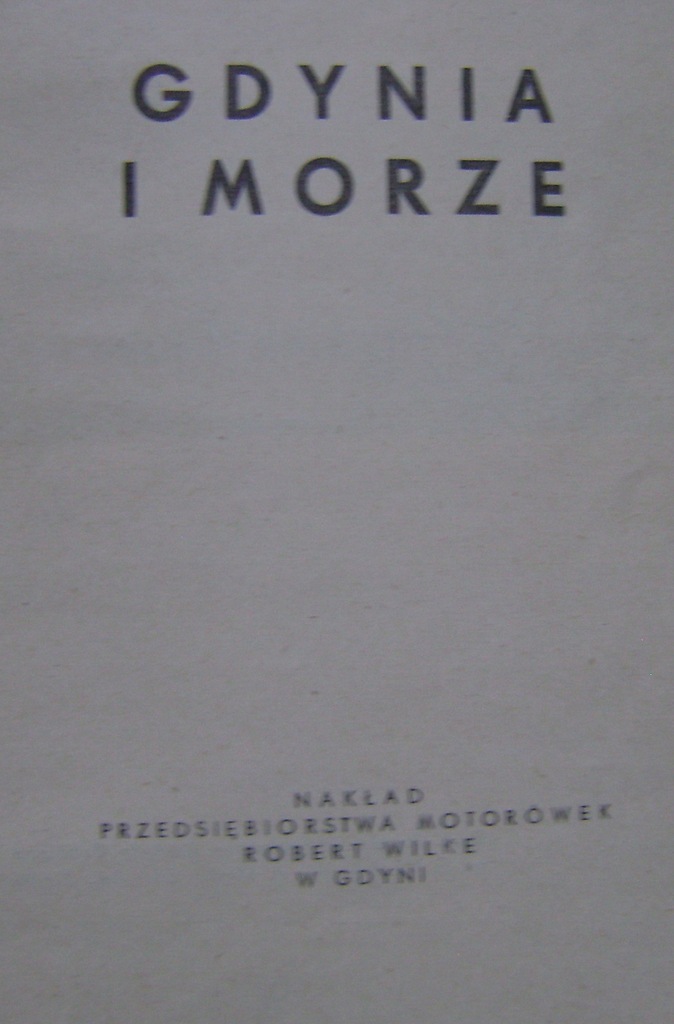 GDYNIA
I MORZE
NAKŁAD
PRZEDSIĘBIORSTWA MOTORÓWEK
ROBERT WILKE
W GDYNI